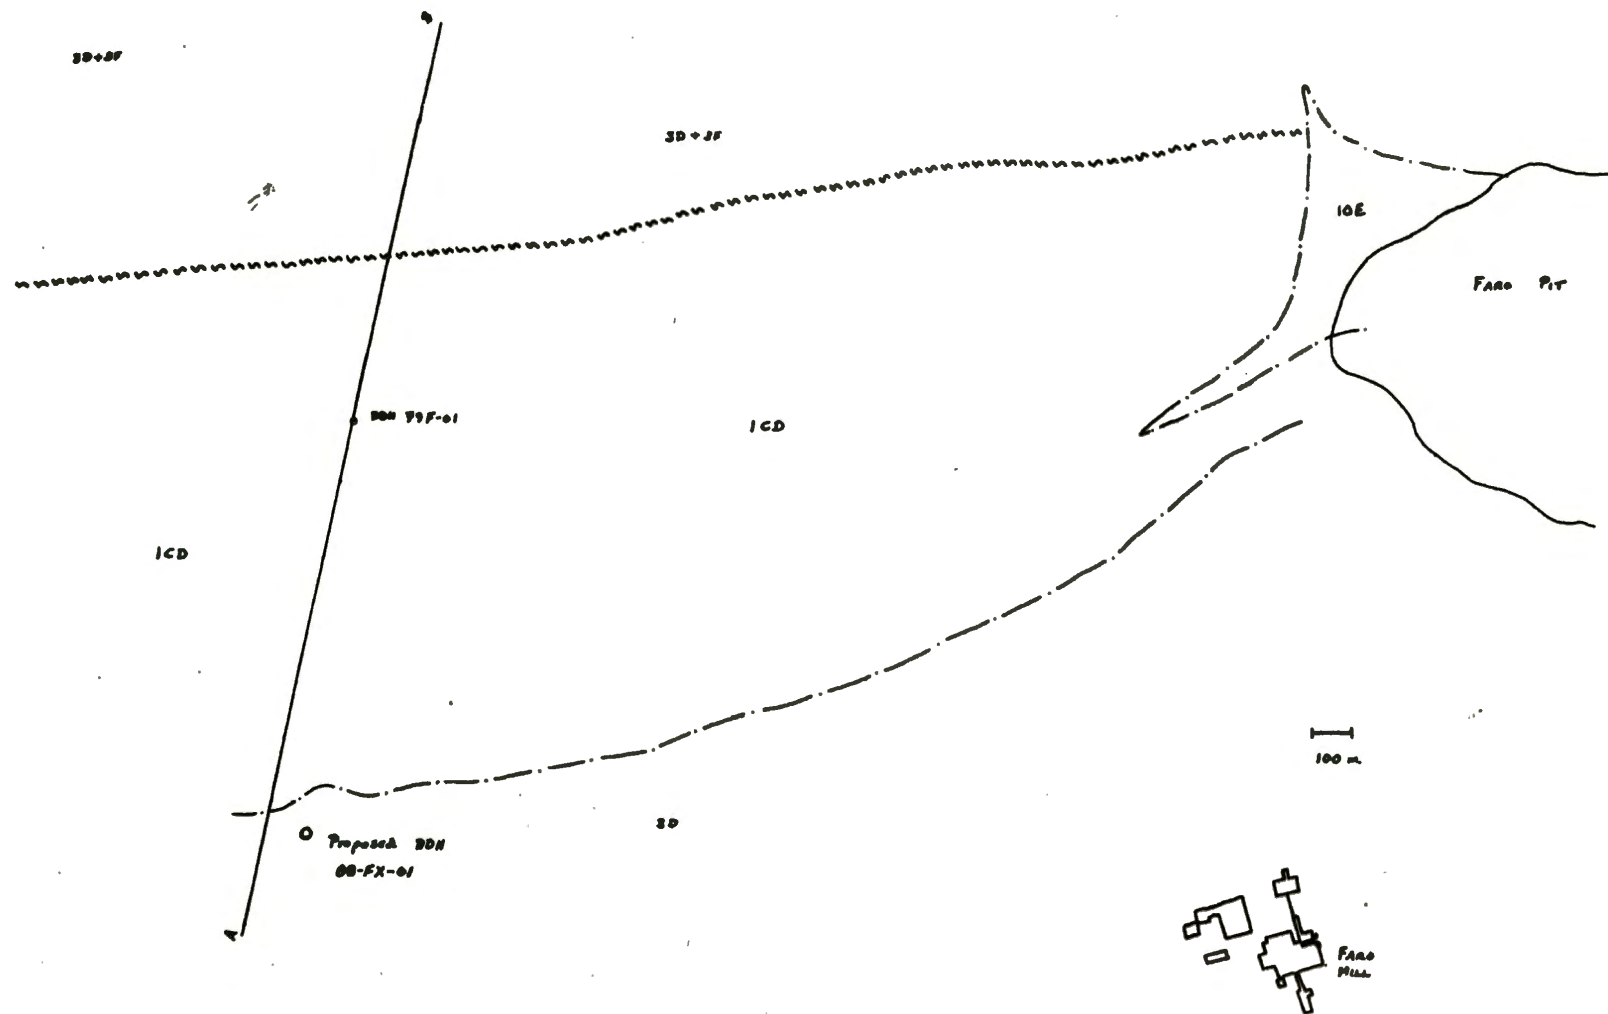 B
3D+3F
3D+3F
10E
FARO PIT
DDH 79F-01
1CD
1CD
100 m.
3D
Proposed DDH
88-FX-01
A
FARO
MILL